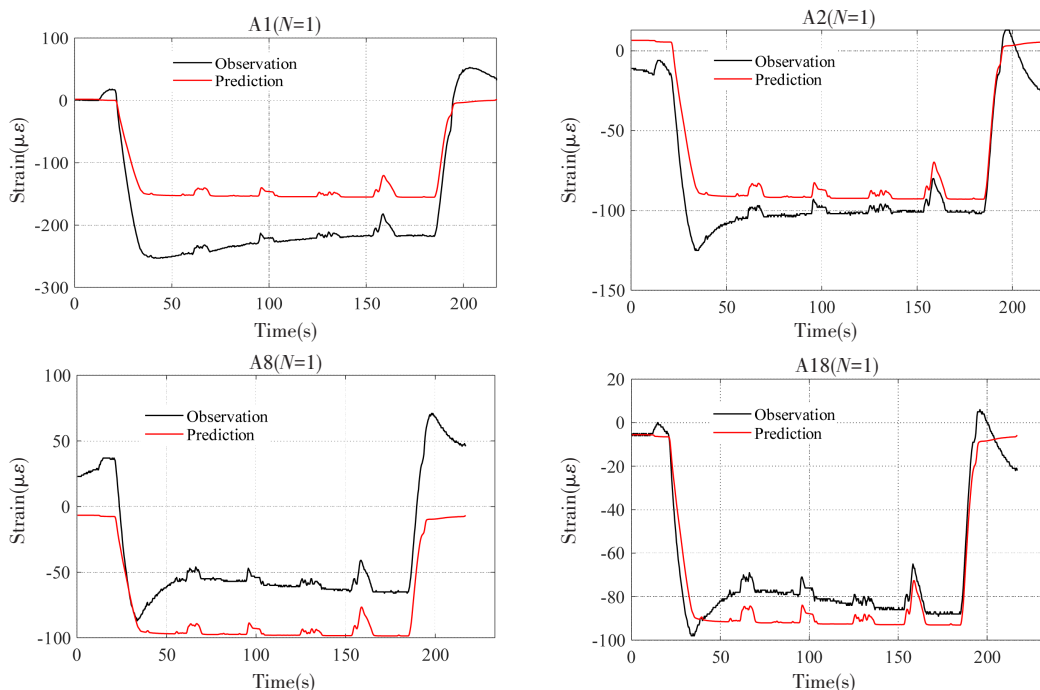 A1(N=1)
100
0
-100
-200
-300
Strain(με)
Observation
Prediction
0 50 100 150 200
Time(s)
A2(N=1)
0
-50
-100
-150
Strain(με)
Observation
Prediction
0 50 100 150 200
Time(s)
A8(N=1)
100
50
0
-50
-100
Strain(με)
Observation
Prediction
0 50 100 150 200
Time(s)
A18(N=1)
20
0
-20
-40
-60
-80
-100
Strain(με)
Observation
Prediction
0 50 100 150 200
Time(s)